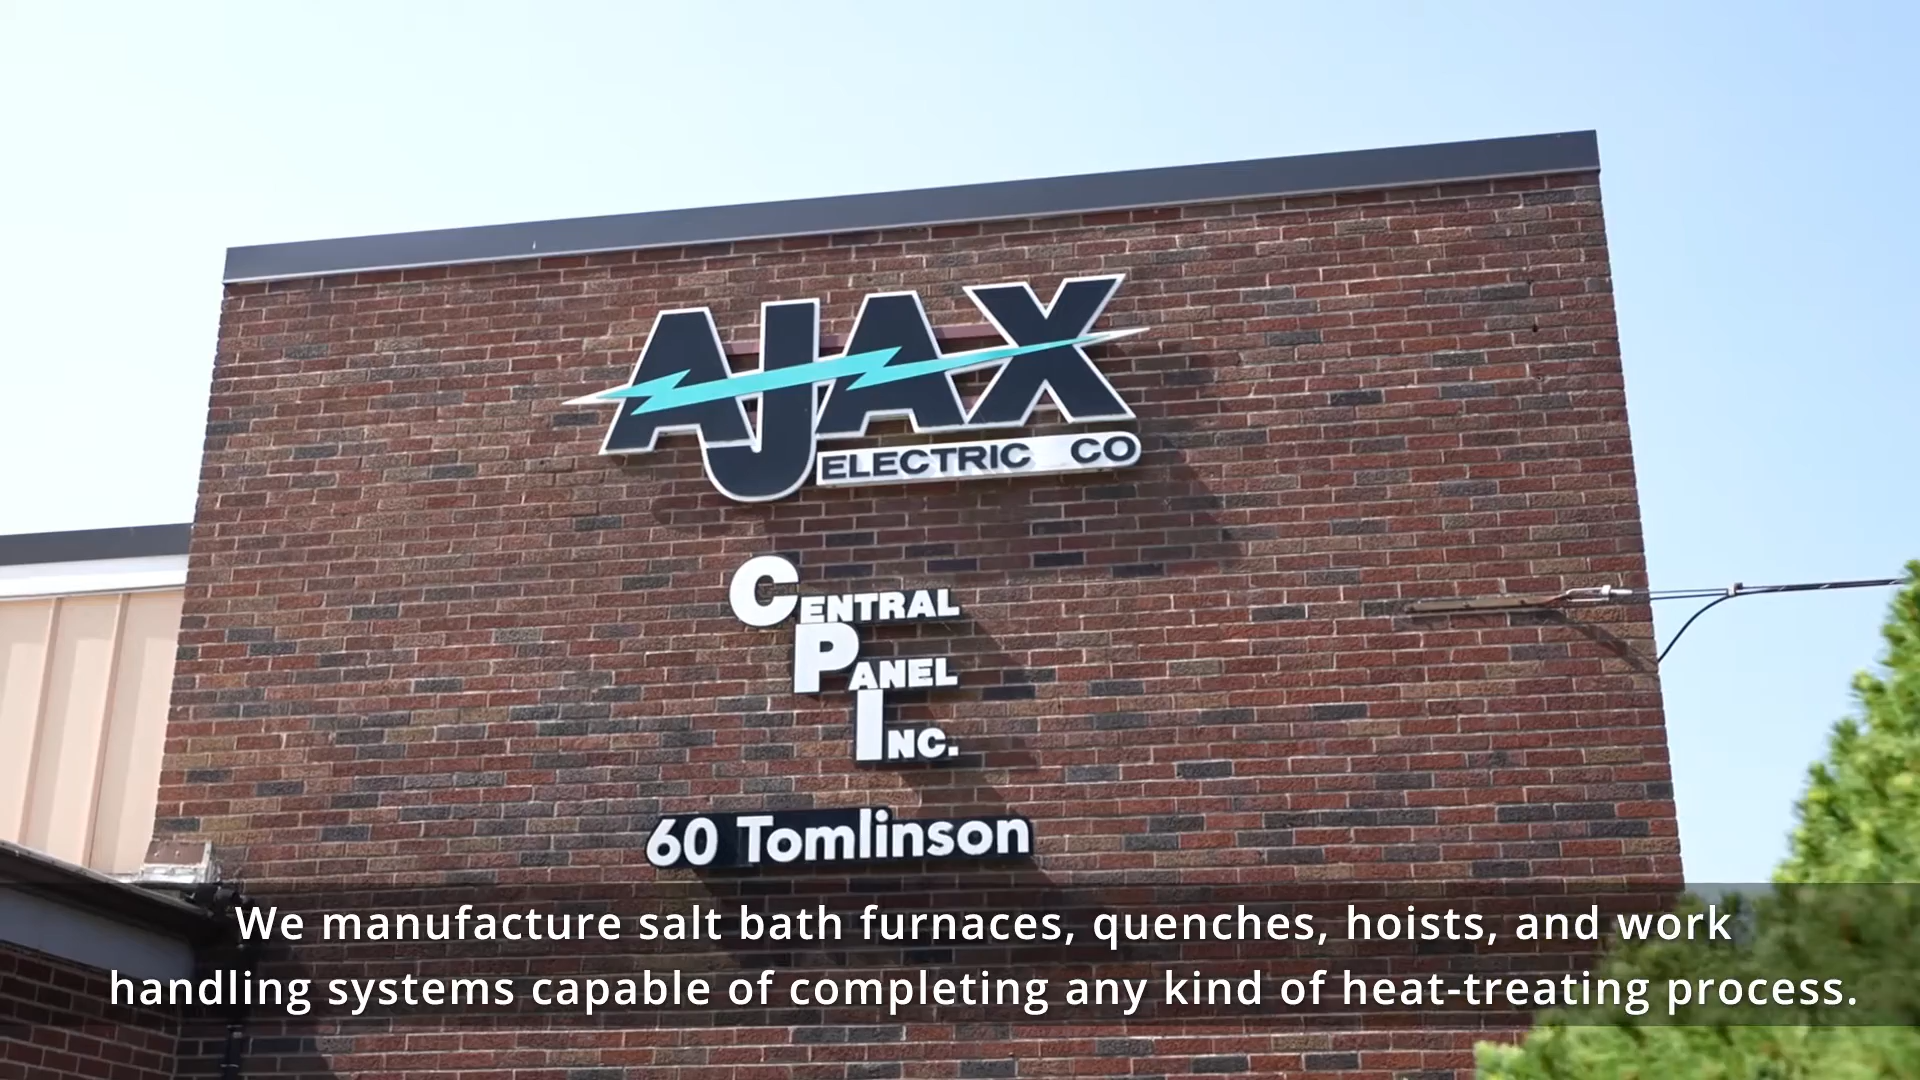 AJAX
ELECTRIC CO
CENTRAL
PANEL
INC.
60 Tomlinson
We manufacture salt bath furnaces, quenches, hoists, and work
handling systems capable of completing any kind of heat-treating process.